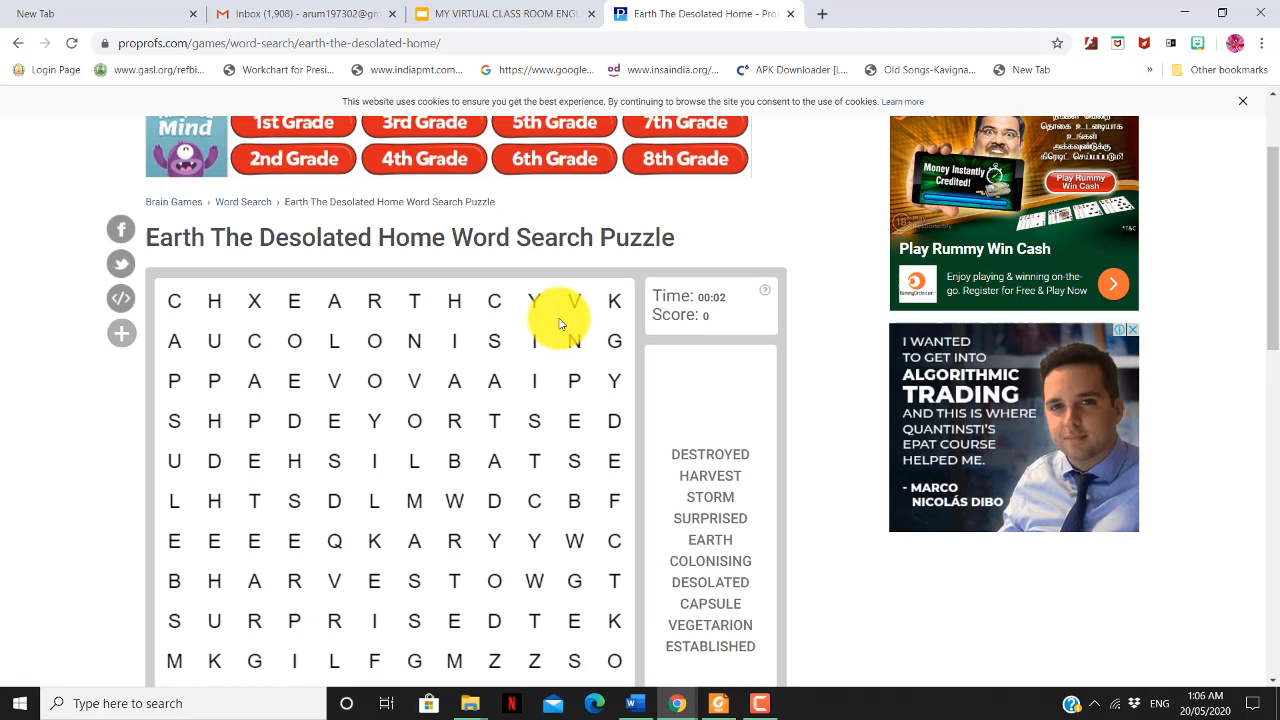 New Tab
Inbox (1,908) - arum197303@gm
MY VIRTUAL CLASS ROOM ENGL
Earth The Desolated Home - Pro
proprofs.com/games/word-search/earth-the-desolated-home/
Login Page
www.gasl.org/refbi...
Workchart for Presi...
www.indiapmt.com...
https://www.google...
www.insaindia.org/...
APK Downloader [L...
Old Songs-Kavigna...
New Tab
Other bookmarks
This website uses cookies to ensure you get the best experience. By continuing to browse the site you consent to the use of cookies. Learn more
Mind
1st Grade
3rd Grade
5th Grade
7th Grade
2nd Grade
4th Grade
6th Grade
8th Grade
Brain Games › Word Search › Earth The Desolated Home Word Search Puzzle
Earth The Desolated Home Word Search Puzzle
C H X E A R T H C Y V K
A U C O L O N I S I N G
P P A E V O V A A I P Y
S H P D E Y O R T S E D
U D E H S I L B A T S E
L H T S D L M W D C B F
E E E E Q K A R Y Y W C
B H A R V E S T O W G T
S U R P R I S E D T E K
M K G I L F G M Z Z S O
Time: 00:02
Score: 0
DESTROYED
HARVEST
STORM
SURPRISED
EARTH
COLONISING
DESOLATED
CAPSULE
VEGETARION
ESTABLISHED
தொகை உடனடியாக
கிரெடிட் செய்யப்படும்!
Money Instantly
Credited!
Play Rummy
Win Cash
18+
Play Responsibly
*T&C
Play Rummy Win Cash
Enjoy playing & winning on-the-
go. Register for Free & Play Now
I WANTED
TO GET INTO
ALGORITHMIC
TRADING
AND THIS IS WHERE
QUANTINSTI'S
EPAT COURSE
HELPED ME.
- MARCO
NICOLÁS DIBO
Type here to search
ENG
1:06 AM
20/05/2020